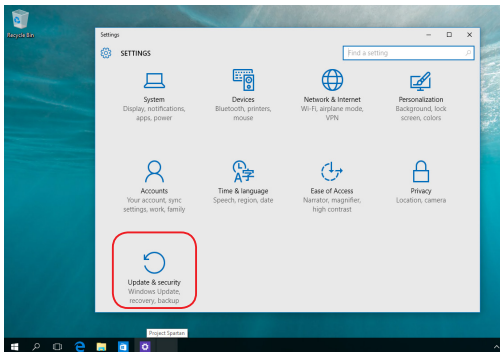 Recycle Bin
Settings
SETTINGS
Find a setting
System
Display, notifications,
apps, power
Devices
Bluetooth, printers,
mouse
Network & Internet
Wi-Fi, airplane mode,
VPN
Personalization
Background, lock
screen, colors
Accounts
Your account, sync
settings, work, family
Time & language
Speech, region, date
Ease of Access
Narrator, magnifier,
high contrast
Privacy
Location, camera
Update & security
Windows Update,
recovery, backup
Project Spartan